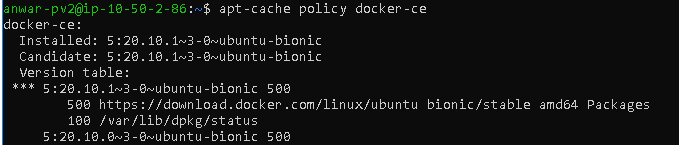 anwar-pv2@ip-10-50-2-86:~$ apt-cache policy docker-ce
docker-ce:
  Installed: 5:20.10.1~3-0~ubuntu-bionic
  Candidate: 5:20.10.1~3-0~ubuntu-bionic
  Version table:
 *** 5:20.10.1~3-0~ubuntu-bionic 500
        500 https://download.docker.com/linux/ubuntu bionic/stable amd64 Packages
        100 /var/lib/dpkg/status
     5:20.10.0~3-0~ubuntu-bionic 500